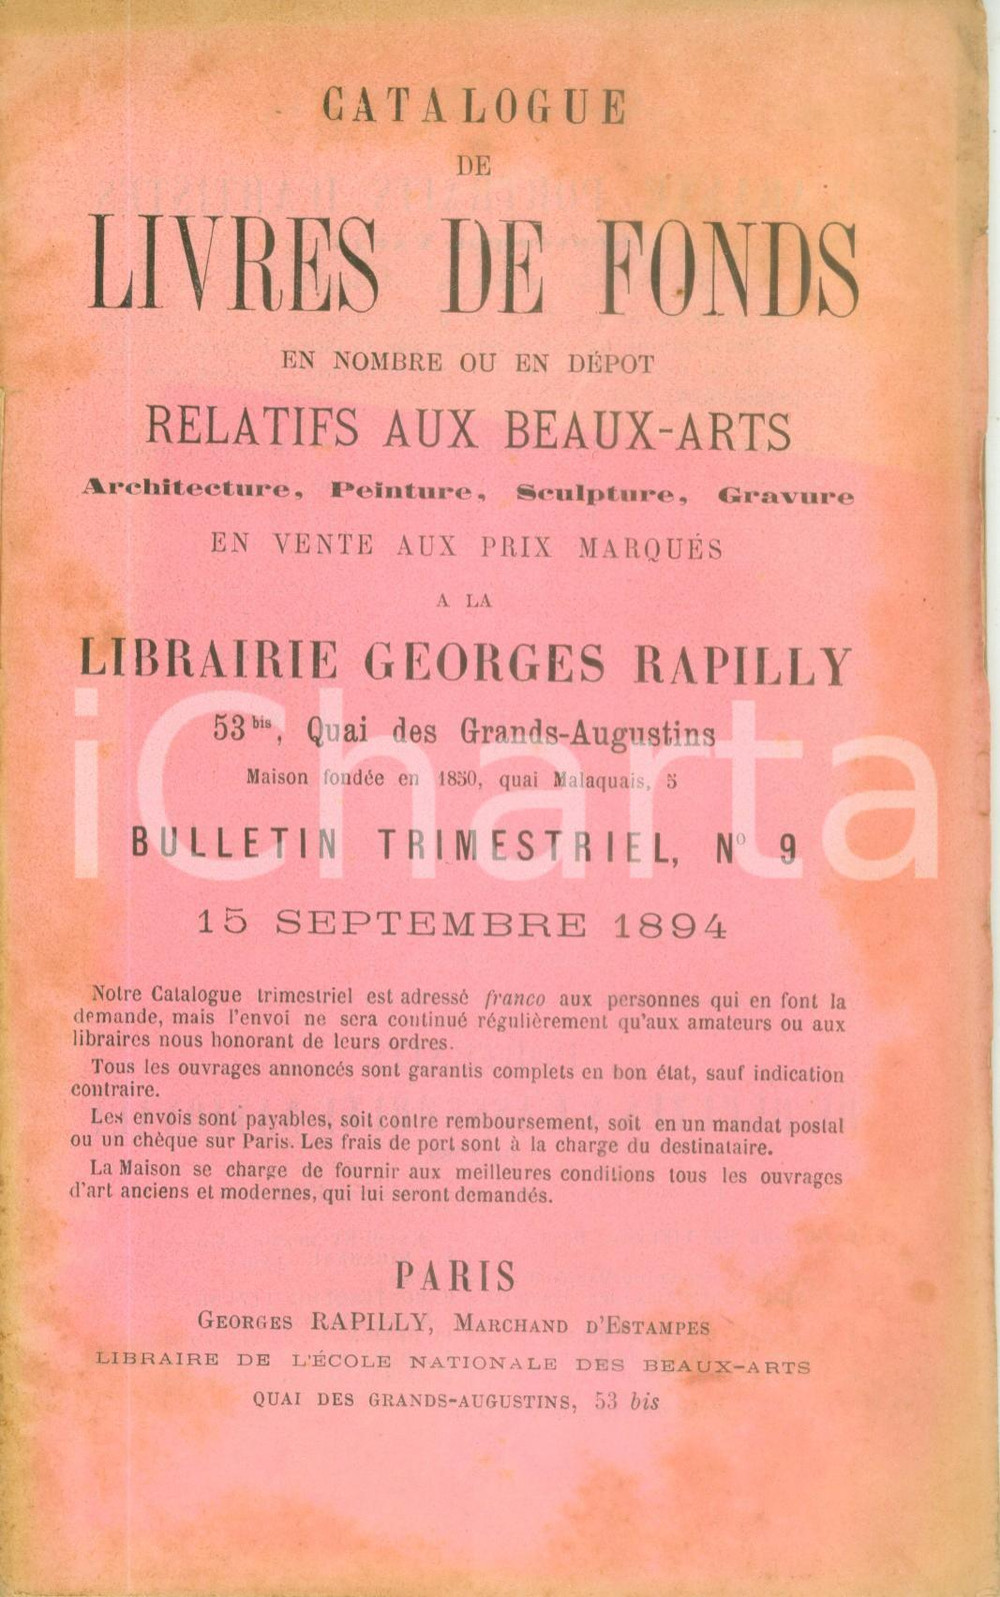 CATALOGUE
DE
LIVRES DE FONDS
EN NOMBRE OU EN DÉPOT
RELATIFS AUX BEAUX-ARTS
Architecture, Peinture, Sculpture, Gravure
EN VENTE AUX PRIX MARQUÉS
A LA
LIBRAIRIE GEORGES RAPILLY
53 bis, Quai des Grands-Augustins
Maison fondée en 1850, quai Malaquais, 5
iCharta
BULLETIN TRIMESTRIEL, No 9
15 SEPTEMBRE 1894
Notre Catalogue trimestriel est adressé franco aux personnes qui en font la
demande, mais l'envoi ne sera continué régulièrement qu'aux amateurs ou aux
libraires nous honorant de leurs ordres.
Tous les ouvrages annoncés sont garantis complets en bon état, sauf indication
contraire.
Les envois sont payables, soit contre remboursement, soit en un mandat postal
ou un chèque sur Paris. Les frais de port sont à la charge du destinataire.
La Maison se charge de fournir aux meilleures conditions tous les ouvrages
d'art anciens et modernes, qui lui seront demandés.
PARIS
GEORGES RAPILLY, MARCHAND D'ESTAMPES
LIBRAIRE DE L'ÉCOLE NATIONALE DES BEAUX-ARTS
QUAI DES GRANDS-AUGUSTINS, 53 bis